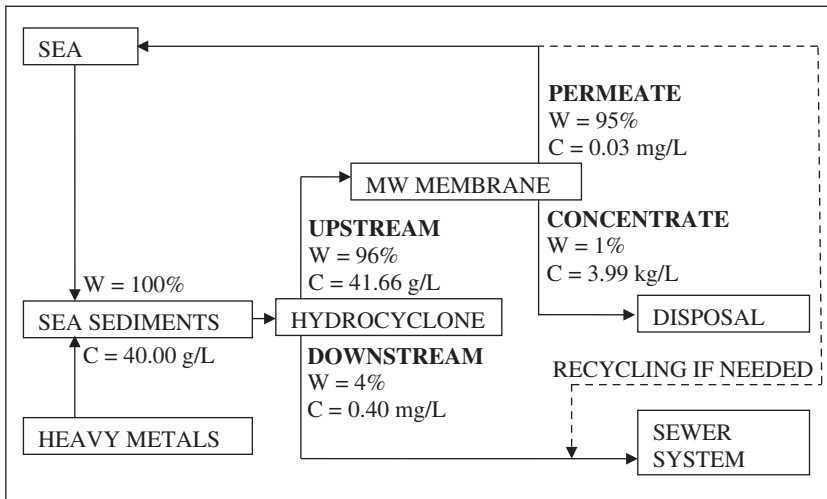 SEA
PERMEATE
W = 95%
C = 0.03 mg/L
MW MEMBRANE
UPSTREAM
W = 96%
C = 41.66 g/L
CONCENTRATE
W = 1%
C = 3.99 kg/L
W = 100%
SEA SEDIMENTS
C = 40.00 g/L
HYDROCYCLONE
DISPOSAL
DOWNSTREAM
W = 4%
C = 0.40 mg/L
RECYCLING IF NEEDED
HEAVY METALS
SEWER
SYSTEM